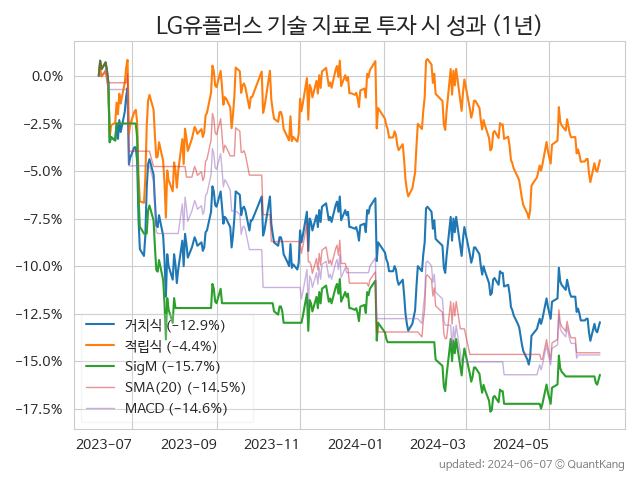 LG유플러스 기술 지표로 투자 시 성과 (1년)
0.0%
−2.5%
−5.0%
−7.5%
−10.0%
−12.5%
−15.0%
−17.5%
거치식 (−12.9%)
적립식 (−4.4%)
SigM (−15.7%)
SMA(20) (−14.5%)
MACD (−14.6%)
2023-07 2023-09 2023-11 2024-01 2024-03 2024-05
updated: 2024-06-07 © QuantKang